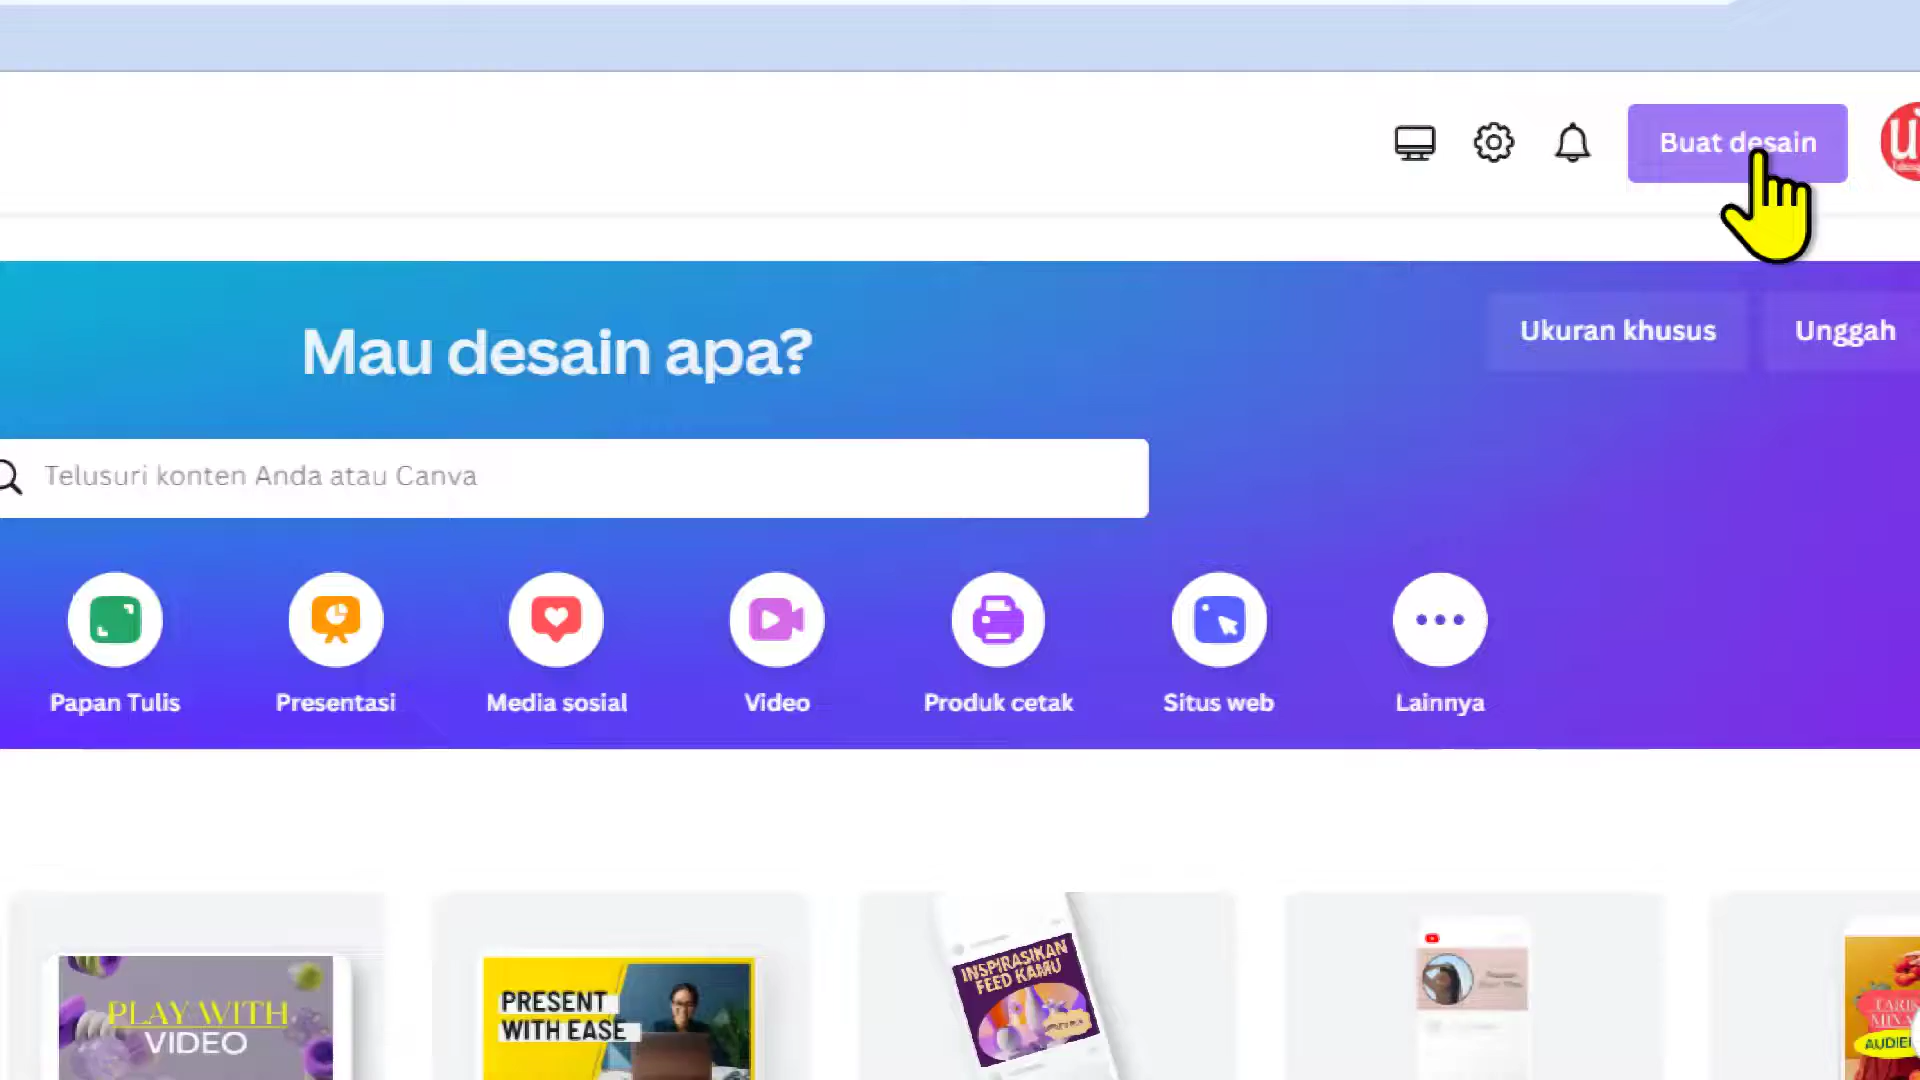 Buat desain
Mau desain apa?
Ukuran khusus
Unggah
Telusuri konten Anda atau Canva
Papan Tulis
Presentasi
Media sosial
Video
Produk cetak
Situs web
Lainnya
PLAY WITH
VIDEO
PRESENT
WITH EASE
INSPIRASIKAN
FEED KAMU